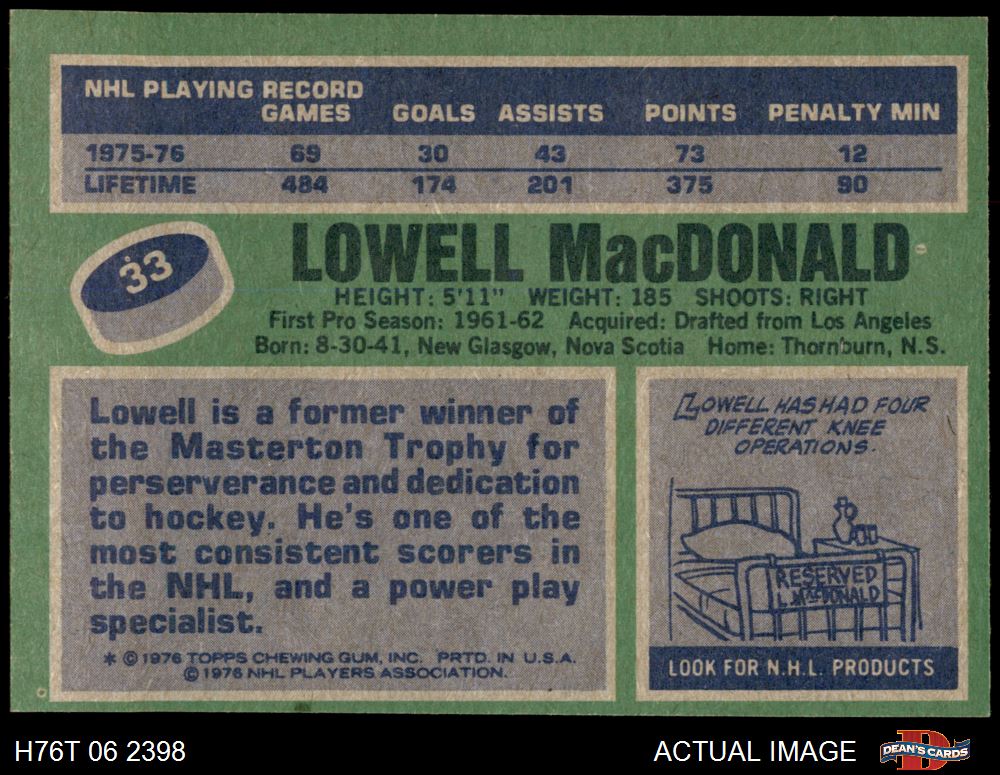 NHL PLAYING RECORD
GAMES GOALS ASSISTS POINTS PENALTY MIN
1975-76 69 30 43 73 12
LIFETIME 484 174 201 375 90
33
LOWELL MacDONALD
HEIGHT: 5'11" WEIGHT: 185 SHOOTS: RIGHT
First Pro Season: 1961-62 Acquired: Drafted from Los Angeles
Born: 8-30-41, New Glasgow, Nova Scotia Home: Thornburn, N.S.
Lowell is a former winner of
the Masterton Trophy for
perserverance and dedication
to hockey. He's one of the
most consistent scorers in
the NHL, and a power play
specialist.
* © 1976 TOPPS CHEWING GUM, INC. PRTD. IN U.S.A.
© 1976 NHL PLAYERS ASSOCIATION.
LOWELL HAS HAD FOUR
DIFFERENT KNEE
OPERATIONS.
RESERVED
L. MacDONALD
LOOK FOR N.H.L. PRODUCTS
H76T 06 2398
ACTUAL IMAGE
D
DEAN'S CARDS